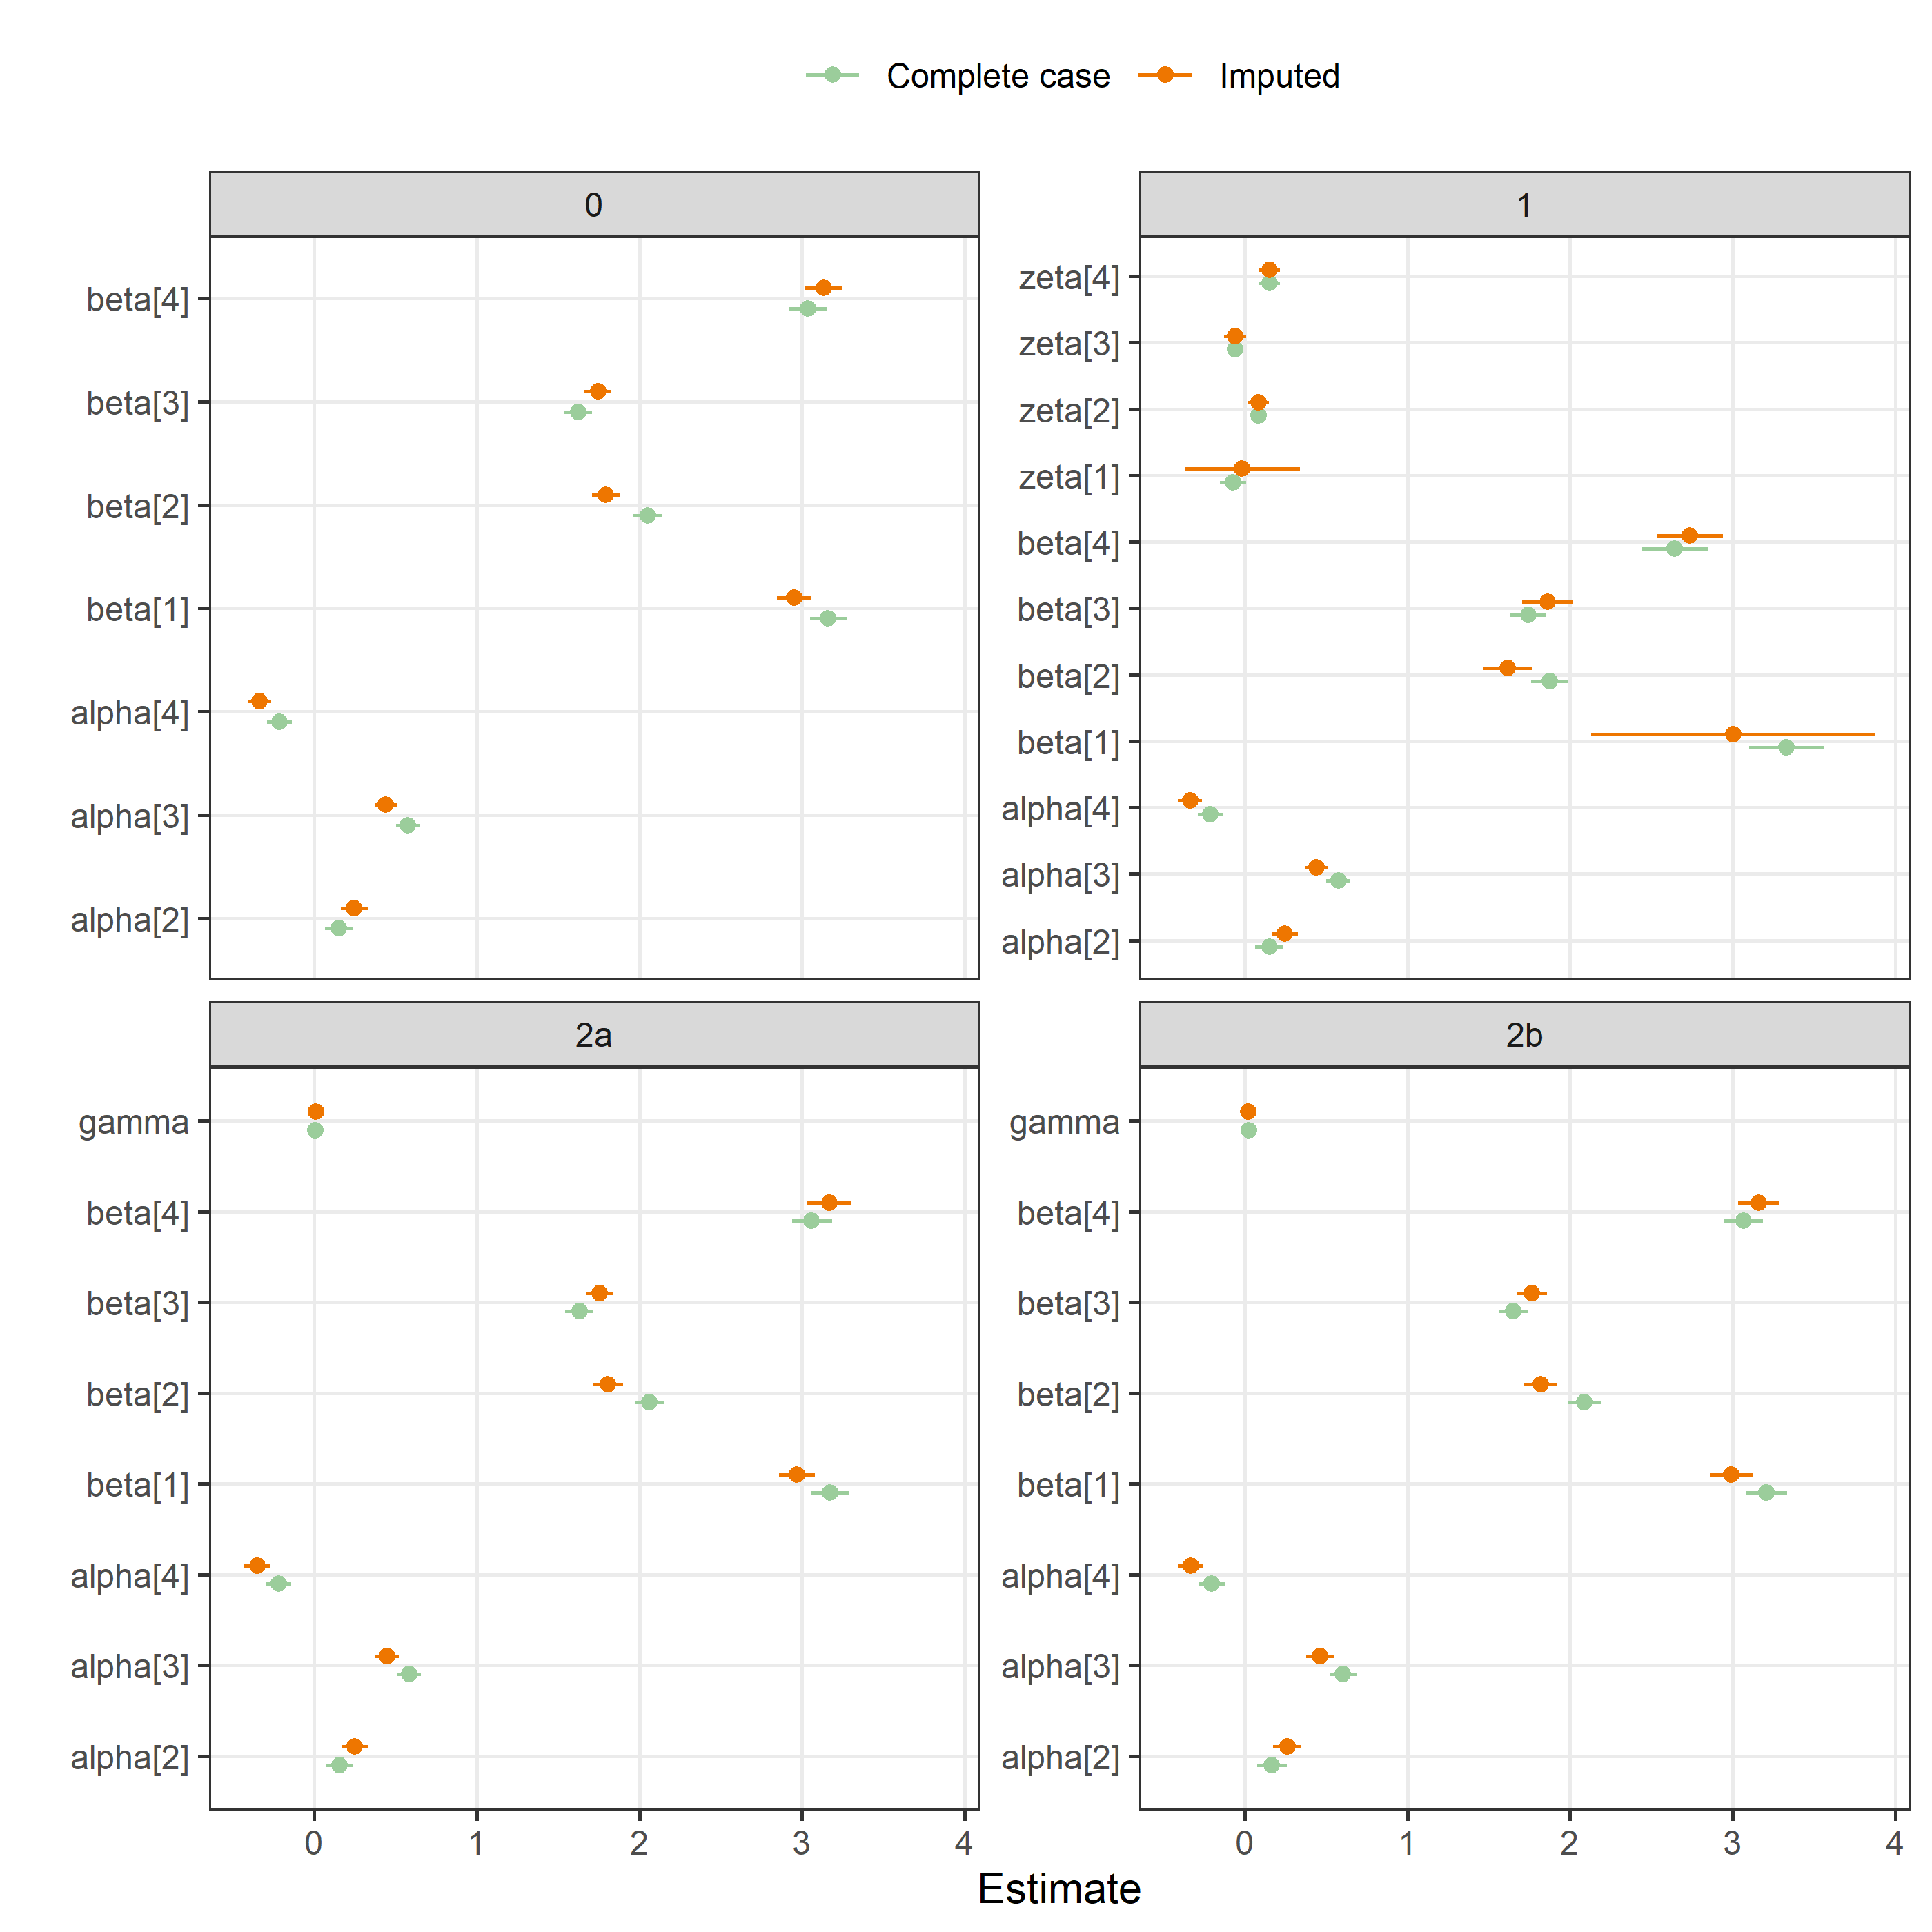 Complete case Imputed
0
beta[4]
beta[3]
beta[2]
beta[1]
alpha[4]
alpha[3]
alpha[2]
1
zeta[4]
zeta[3]
zeta[2]
zeta[1]
beta[4]
beta[3]
beta[2]
beta[1]
alpha[4]
alpha[3]
alpha[2]
2a
gamma
beta[4]
beta[3]
beta[2]
beta[1]
alpha[4]
alpha[3]
alpha[2]
0 1 2 3 4
2b
gamma
beta[4]
beta[3]
beta[2]
beta[1]
alpha[4]
alpha[3]
alpha[2]
0 1 2 3 4
Estimate